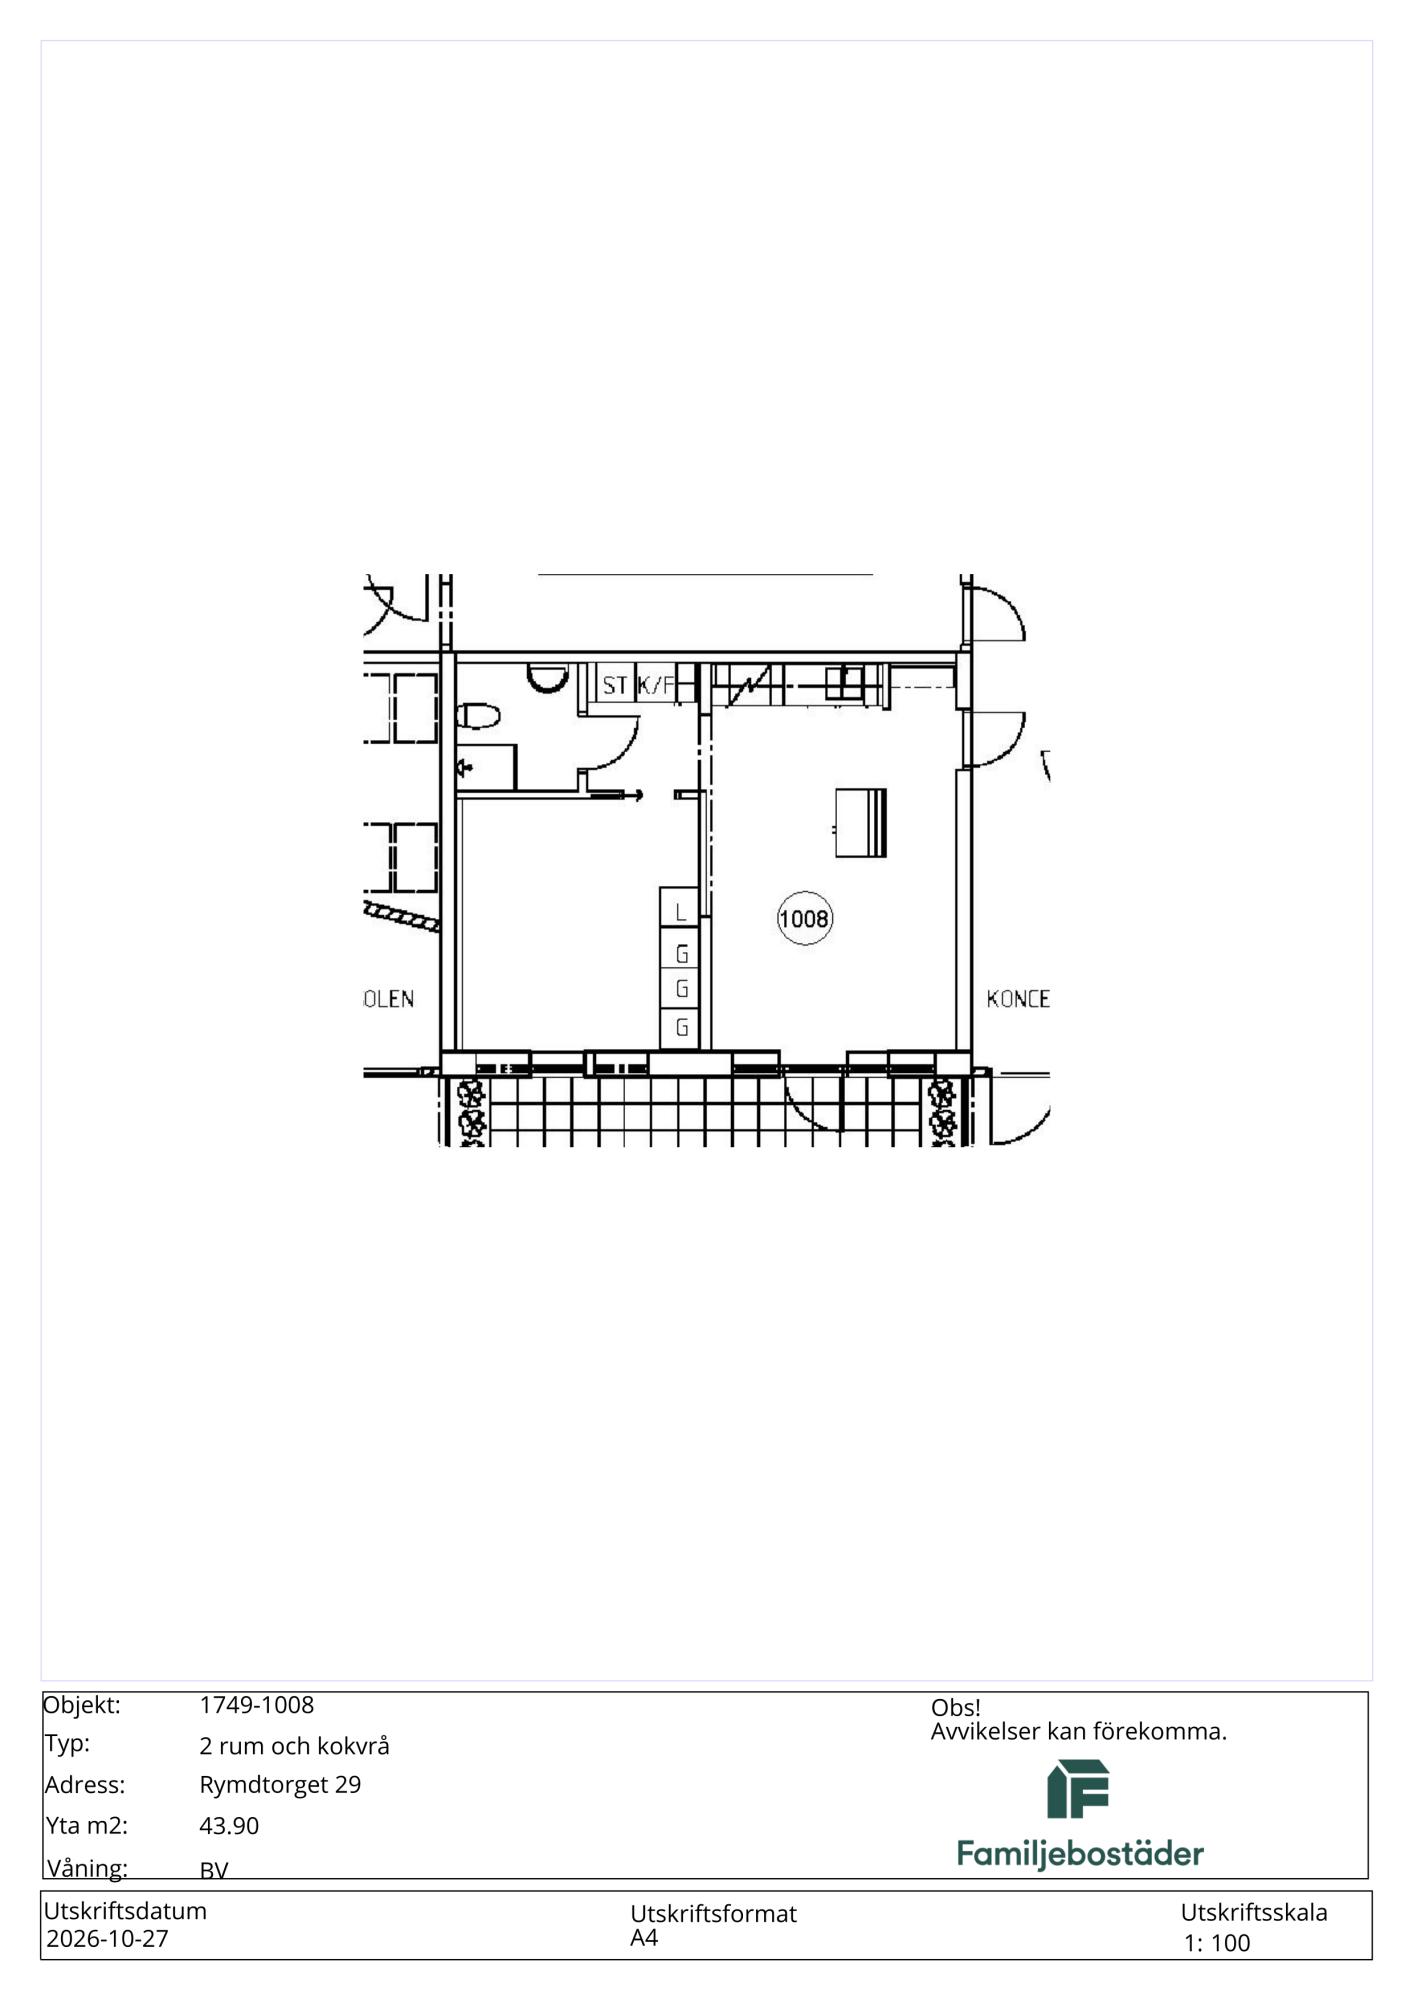 ST K/F
L
1008
G
G
G
OLEN
KONCE
Objekt: 1749-1008
Typ: 2 rum och kokvrå
Adress: Rymdtorget 29
Yta m2: 43.90
Våning: BV
Obs!
Avvikelser kan förekomma.
Familjebostäder
Utskriftsdatum
2026-10-27
Utskriftsformat
A4
Utskriftsskala
1: 100